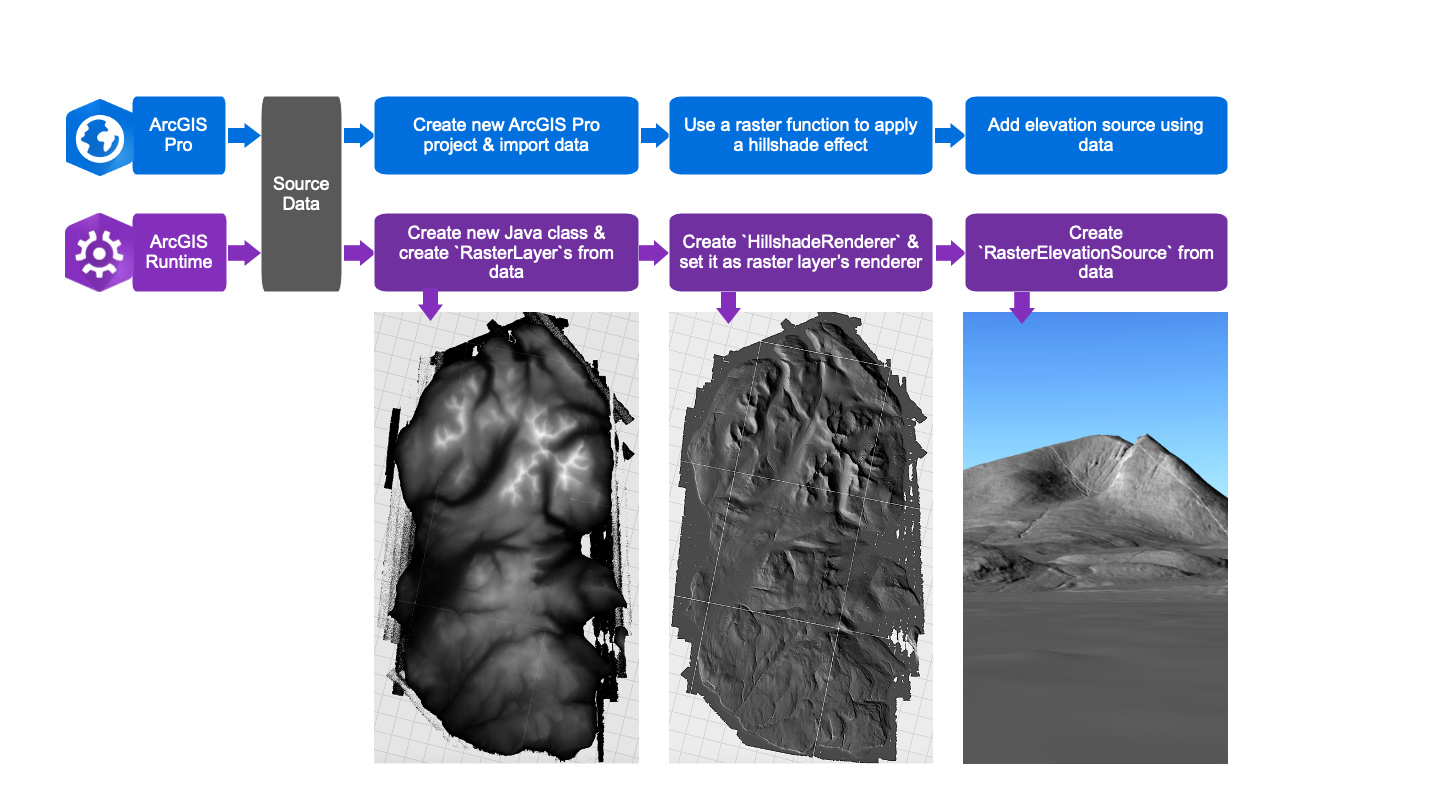 ArcGIS
Pro
Source
Data
Create new ArcGIS Pro
project & import data
Use a raster function to apply
a hillshade effect
Add elevation source using
data
ArcGIS
Runtime
Create new Java class &
create `RasterLayer`s from
data
Create `HillshadeRenderer` &
set it as raster layer’s renderer
Create
`RasterElevationSource` from
data